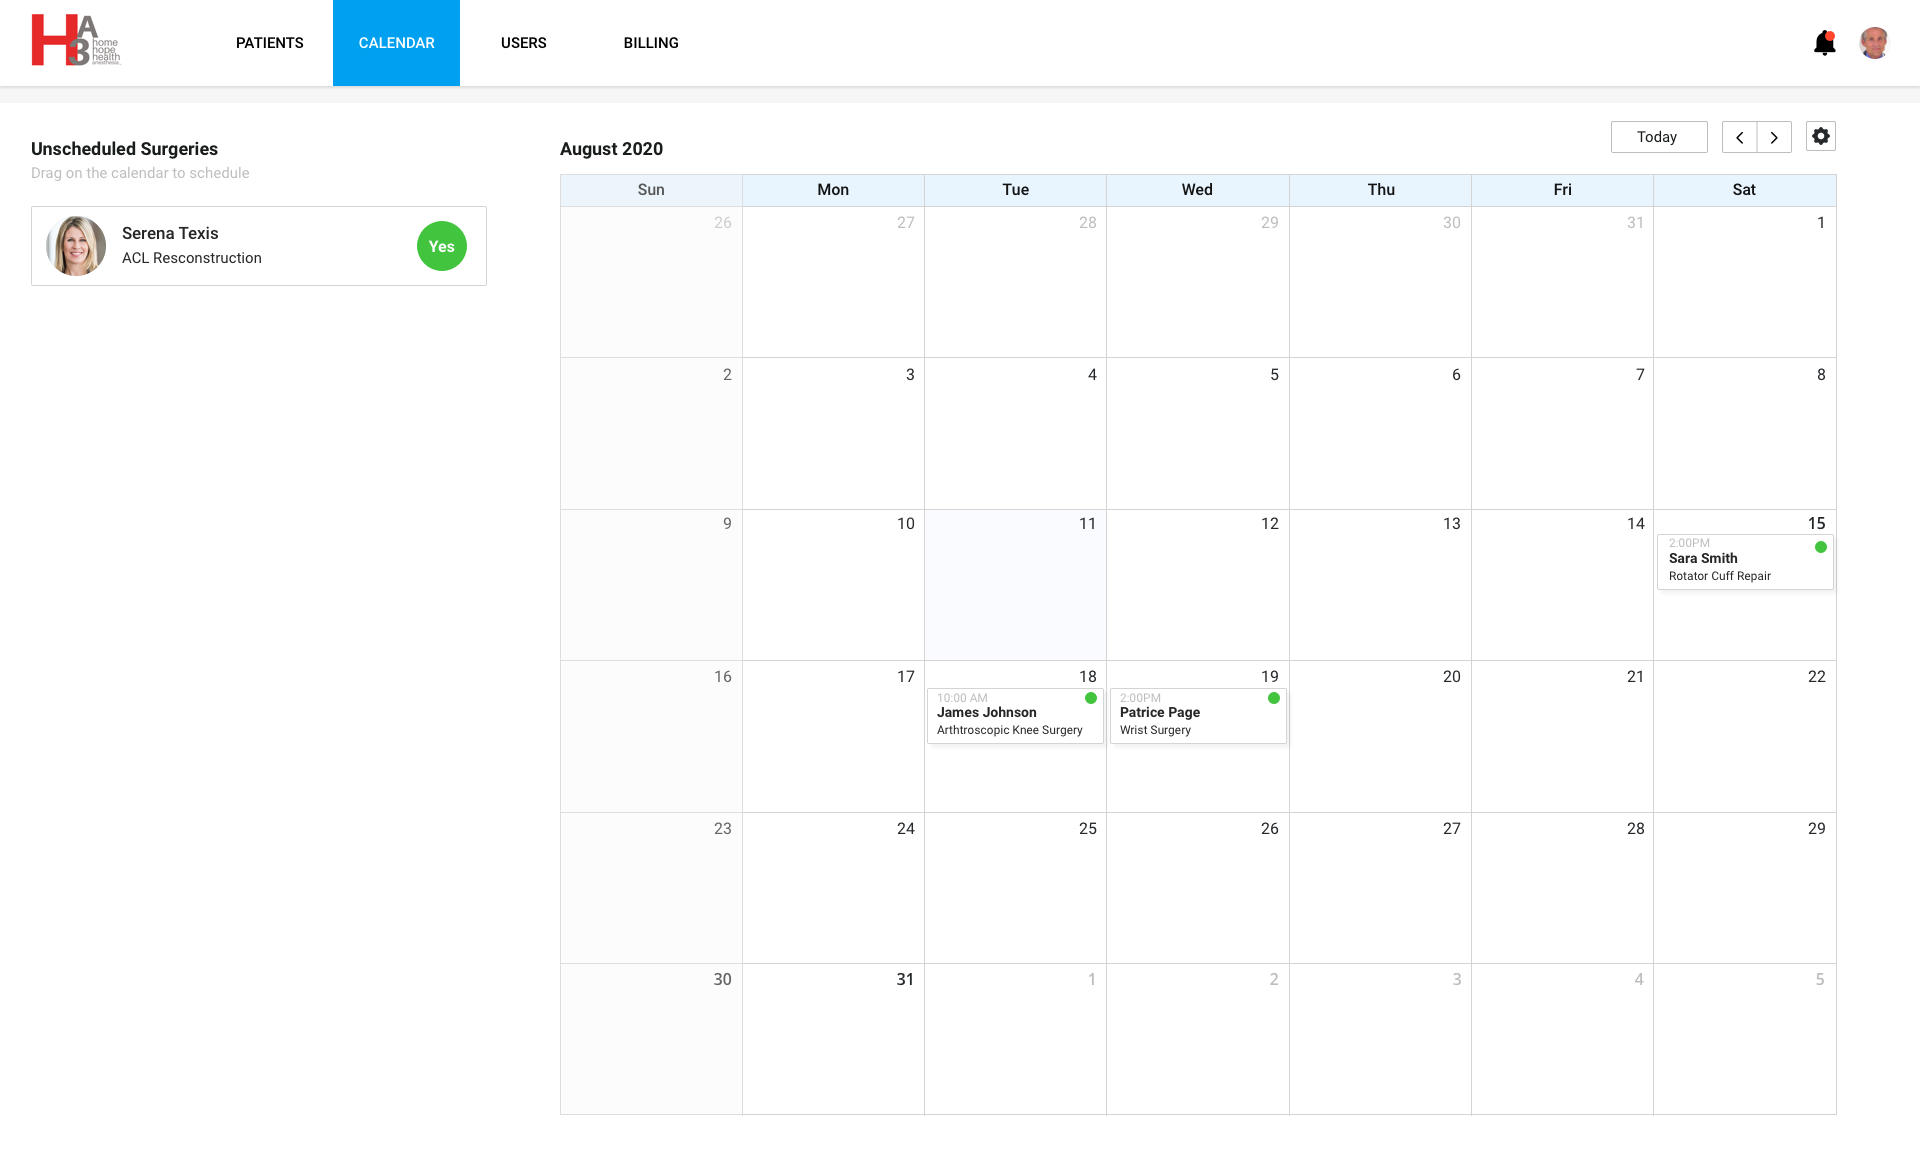 HA3 home
hope
health
anesthesia
PATIENTS CALENDAR USERS BILLING
Unscheduled Surgeries
Drag on the calendar to schedule
Serena Texis
ACL Resconstruction
Yes
August 2020
Today
Sun Mon Tue Wed Thu Fri Sat
26 27 28 29 30 31 1
2 3 4 5 6 7 8
9 10 11 12 13 14 15
2:00PM
Sara Smith
Rotator Cuff Repair
16 17 18 19 20 21 22
10:00 AM
James Johnson
Arthtroscopic Knee Surgery
2:00PM
Patrice Page
Wrist Surgery
23 24 25 26 27 28 29
30 31 1 2 3 4 5